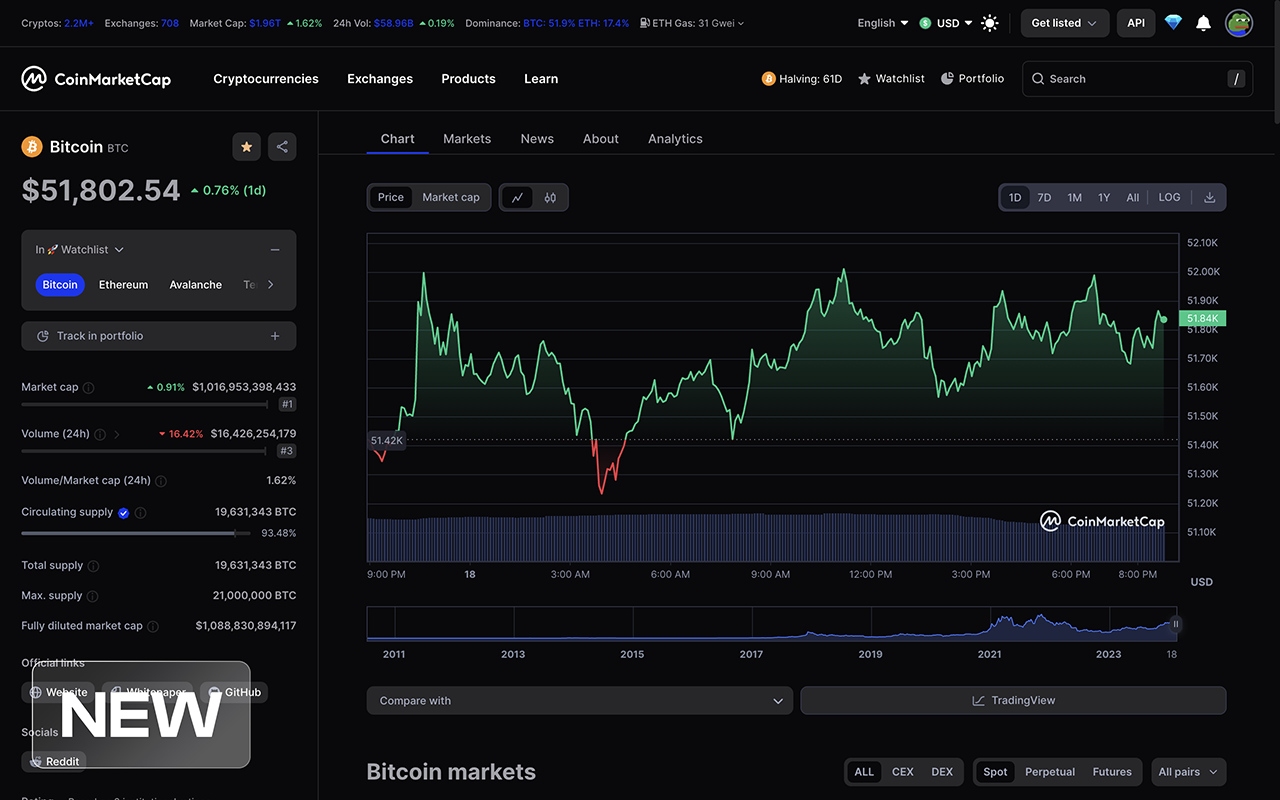 Cryptos: 2.2M+ Exchanges: 708 Market Cap: $1.96T 1.62% 24h Vol: $58.96B 0.19% Dominance: BTC: 51.9% ETH: 17.4% ETH Gas: 31 Gwei English USD Get listed API
CoinMarketCap Cryptocurrencies Exchanges Products Learn Halving: 61D Watchlist Portfolio Search /
Bitcoin BTC
$51,802.54 0.76% (1d)
In 🚀 Watchlist
Bitcoin Ethereum Avalanche
Track in portfolio
Market cap 0.91% $1,016,953,398,433
#1
Volume (24h) 16.42% $16,426,254,179
#3
Volume/Market cap (24h) 1.62%
Circulating supply 19,631,343 BTC
93.48%
Total supply 19,631,343 BTC
Max. supply 21,000,000 BTC
Fully diluted market cap $1,088,830,894,117
Official links
Website Whitepaper GitHub
NEW
Socials
Reddit
Chart Markets News About Analytics
Price Market cap 1D 7D 1M 1Y All LOG
52.10K
52.00K
51.90K
51.84K
51.80K
51.70K
51.60K
51.50K
51.42K
51.40K
51.30K
51.20K
51.10K
CoinMarketCap
9:00 PM 18 3:00 AM 6:00 AM 9:00 AM 12:00 PM 3:00 PM 6:00 PM 8:00 PM
USD
2011 2013 2015 2017 2019 2021 2023 18
Compare with TradingView
Bitcoin markets ALL CEX DEX Spot Perpetual Futures All pairs